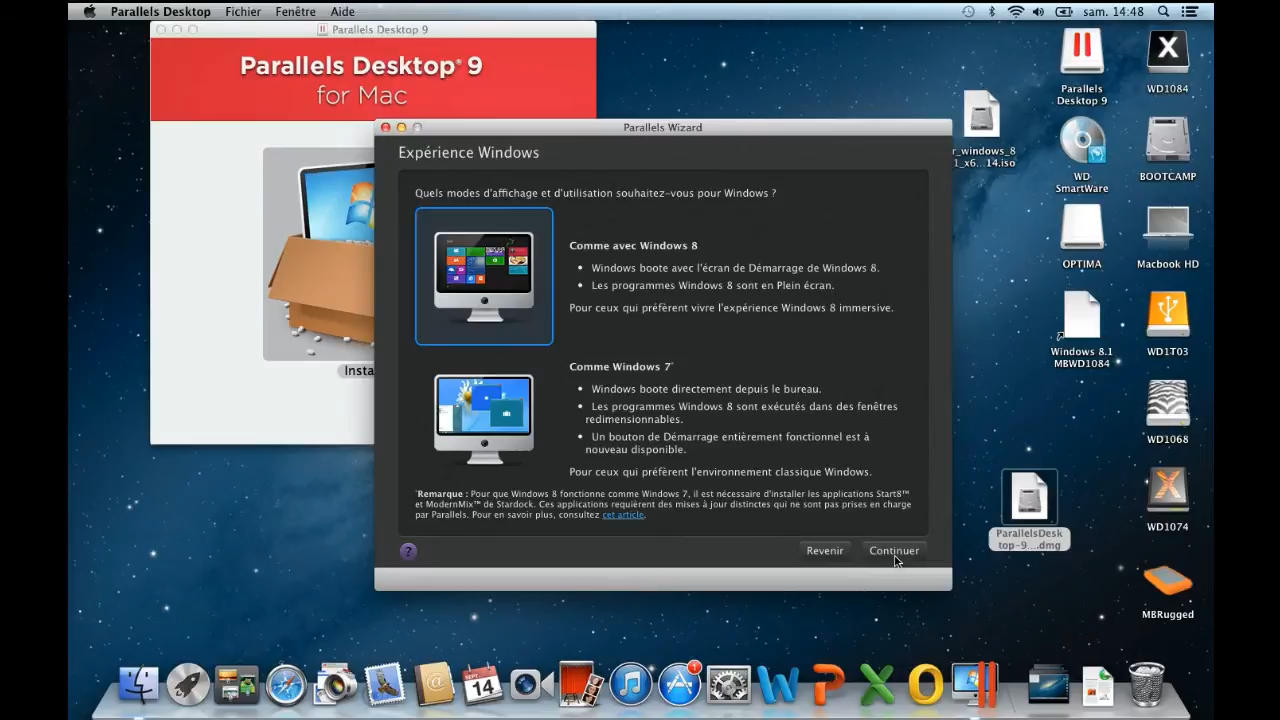 Parallels Desktop Fichier Fenêtre Aide sam. 14:48
Parallels Desktop 9
Parallels Desktop® 9
for Mac
Insta
Parallels Wizard
Expérience Windows
Quels modes d'affichage et d'utilisation souhaitez-vous pour Windows ?
Comme avec Windows 8
• Windows boote avec l'écran de Démarrage de Windows 8.
• Les programmes Windows 8 sont en Plein écran.
Pour ceux qui préfèrent vivre l'expérience Windows 8 immersive.
Comme Windows 7*
• Windows boote directement depuis le bureau.
• Les programmes Windows 8 sont exécutés dans des fenêtres
redimensionnables.
• Un bouton de Démarrage entièrement fonctionnel est à
nouveau disponible.
Pour ceux qui préfèrent l'environnement classique Windows.
*Remarque : Pour que Windows 8 fonctionne comme Windows 7, il est nécessaire d'installer les applications Start8™
et ModernMix™ de Stardock. Ces applications requièrent des mises à jour distinctes qui ne sont pas prises en charge
par Parallels. Pour en savoir plus, consultez cet article.
?
Revenir
Continuer
r_windows_8
1_x6...14.iso
Parallels
Desktop 9
WD1084
WD
SmartWare
BOOTCAMP
OPTIMA
Macbook HD
Windows 8.1
MBWD1084
WD1T03
WD1068
ParallelsDesk
top-9....dmg
WD1074
MBRugged
SEPT.
14
1